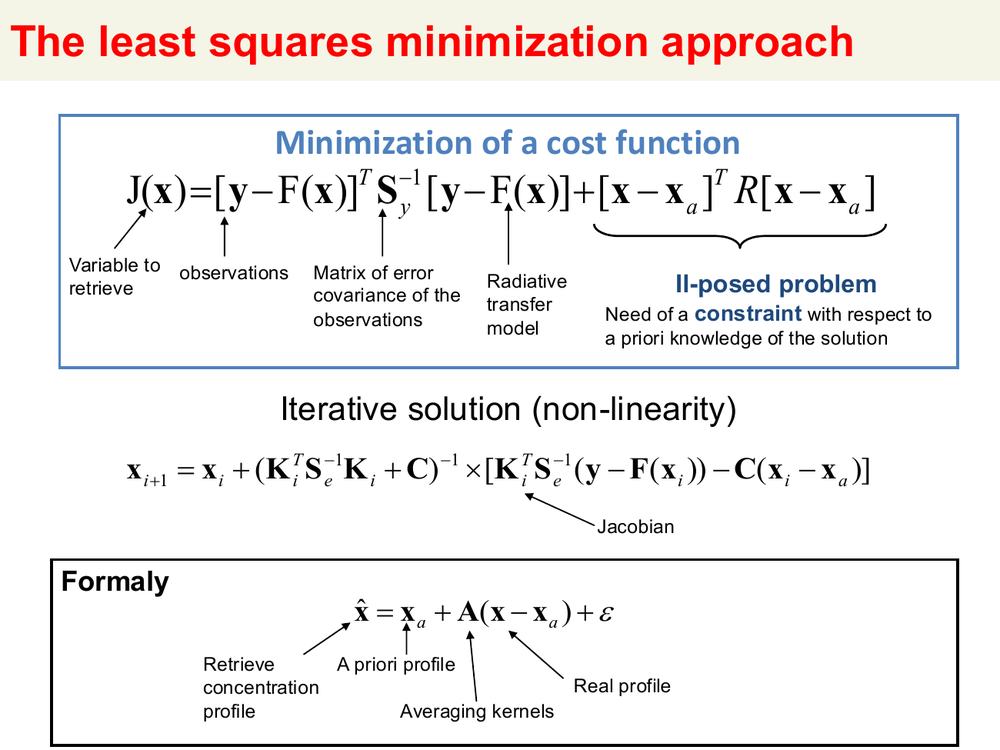 The least squares minimization approach
Minimization of a cost function
J(x)=[y−F(x)]ᵀ S_y⁻¹ [y−F(x)]+[x−x_a]ᵀ R[x−x_a]
Variable to
retrieve
observations
Matrix of error
covariance of the
observations
Radiative
transfer
model
Il-posed problem
Need of a constraint with respect to
a priori knowledge of the solution
Iterative solution (non-linearity)
x_{i+1} = x_i + (K_i^T S_e^{−1} K_i + C)^{−1} ×[K_i^T S_e^{−1} (y − F(x_i)) − C(x_i − x_a)]
Jacobian
Formaly
x̂ = x_a + A(x − x_a) + ε
Retrieve
concentration
profile
A priori profile
Averaging kernels
Real profile